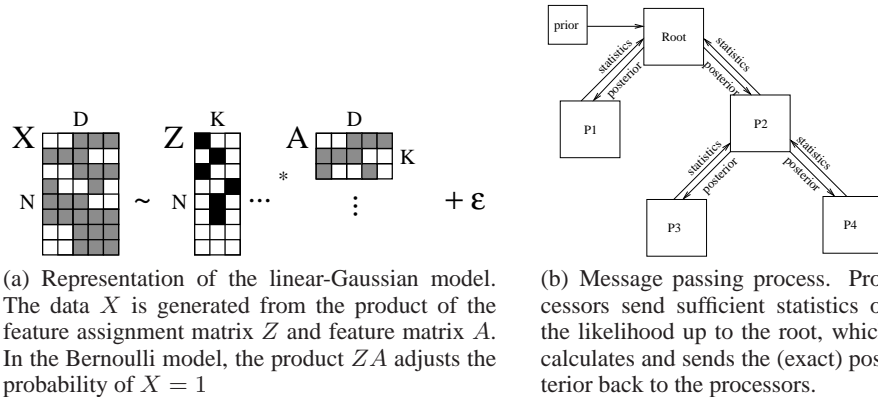 D
X
N
~
K
Z
N
...
*
D
A
K
⋮
+ ε
(a) Representation of the linear-Gaussian model.
The data X is generated from the product of the
feature assignment matrix Z and feature matrix A.
In the Bernoulli model, the product ZA adjusts the
probability of X = 1
prior
Root
statistics
posterior
statistics
posterior
P1
P2
statistics
posterior
statistics
posterior
P3
P4
(b) Message passing process. Pro
cessors send sufficient statistics o
the likelihood up to the root, whic
calculates and sends the (exact) pos
terior back to the processors.